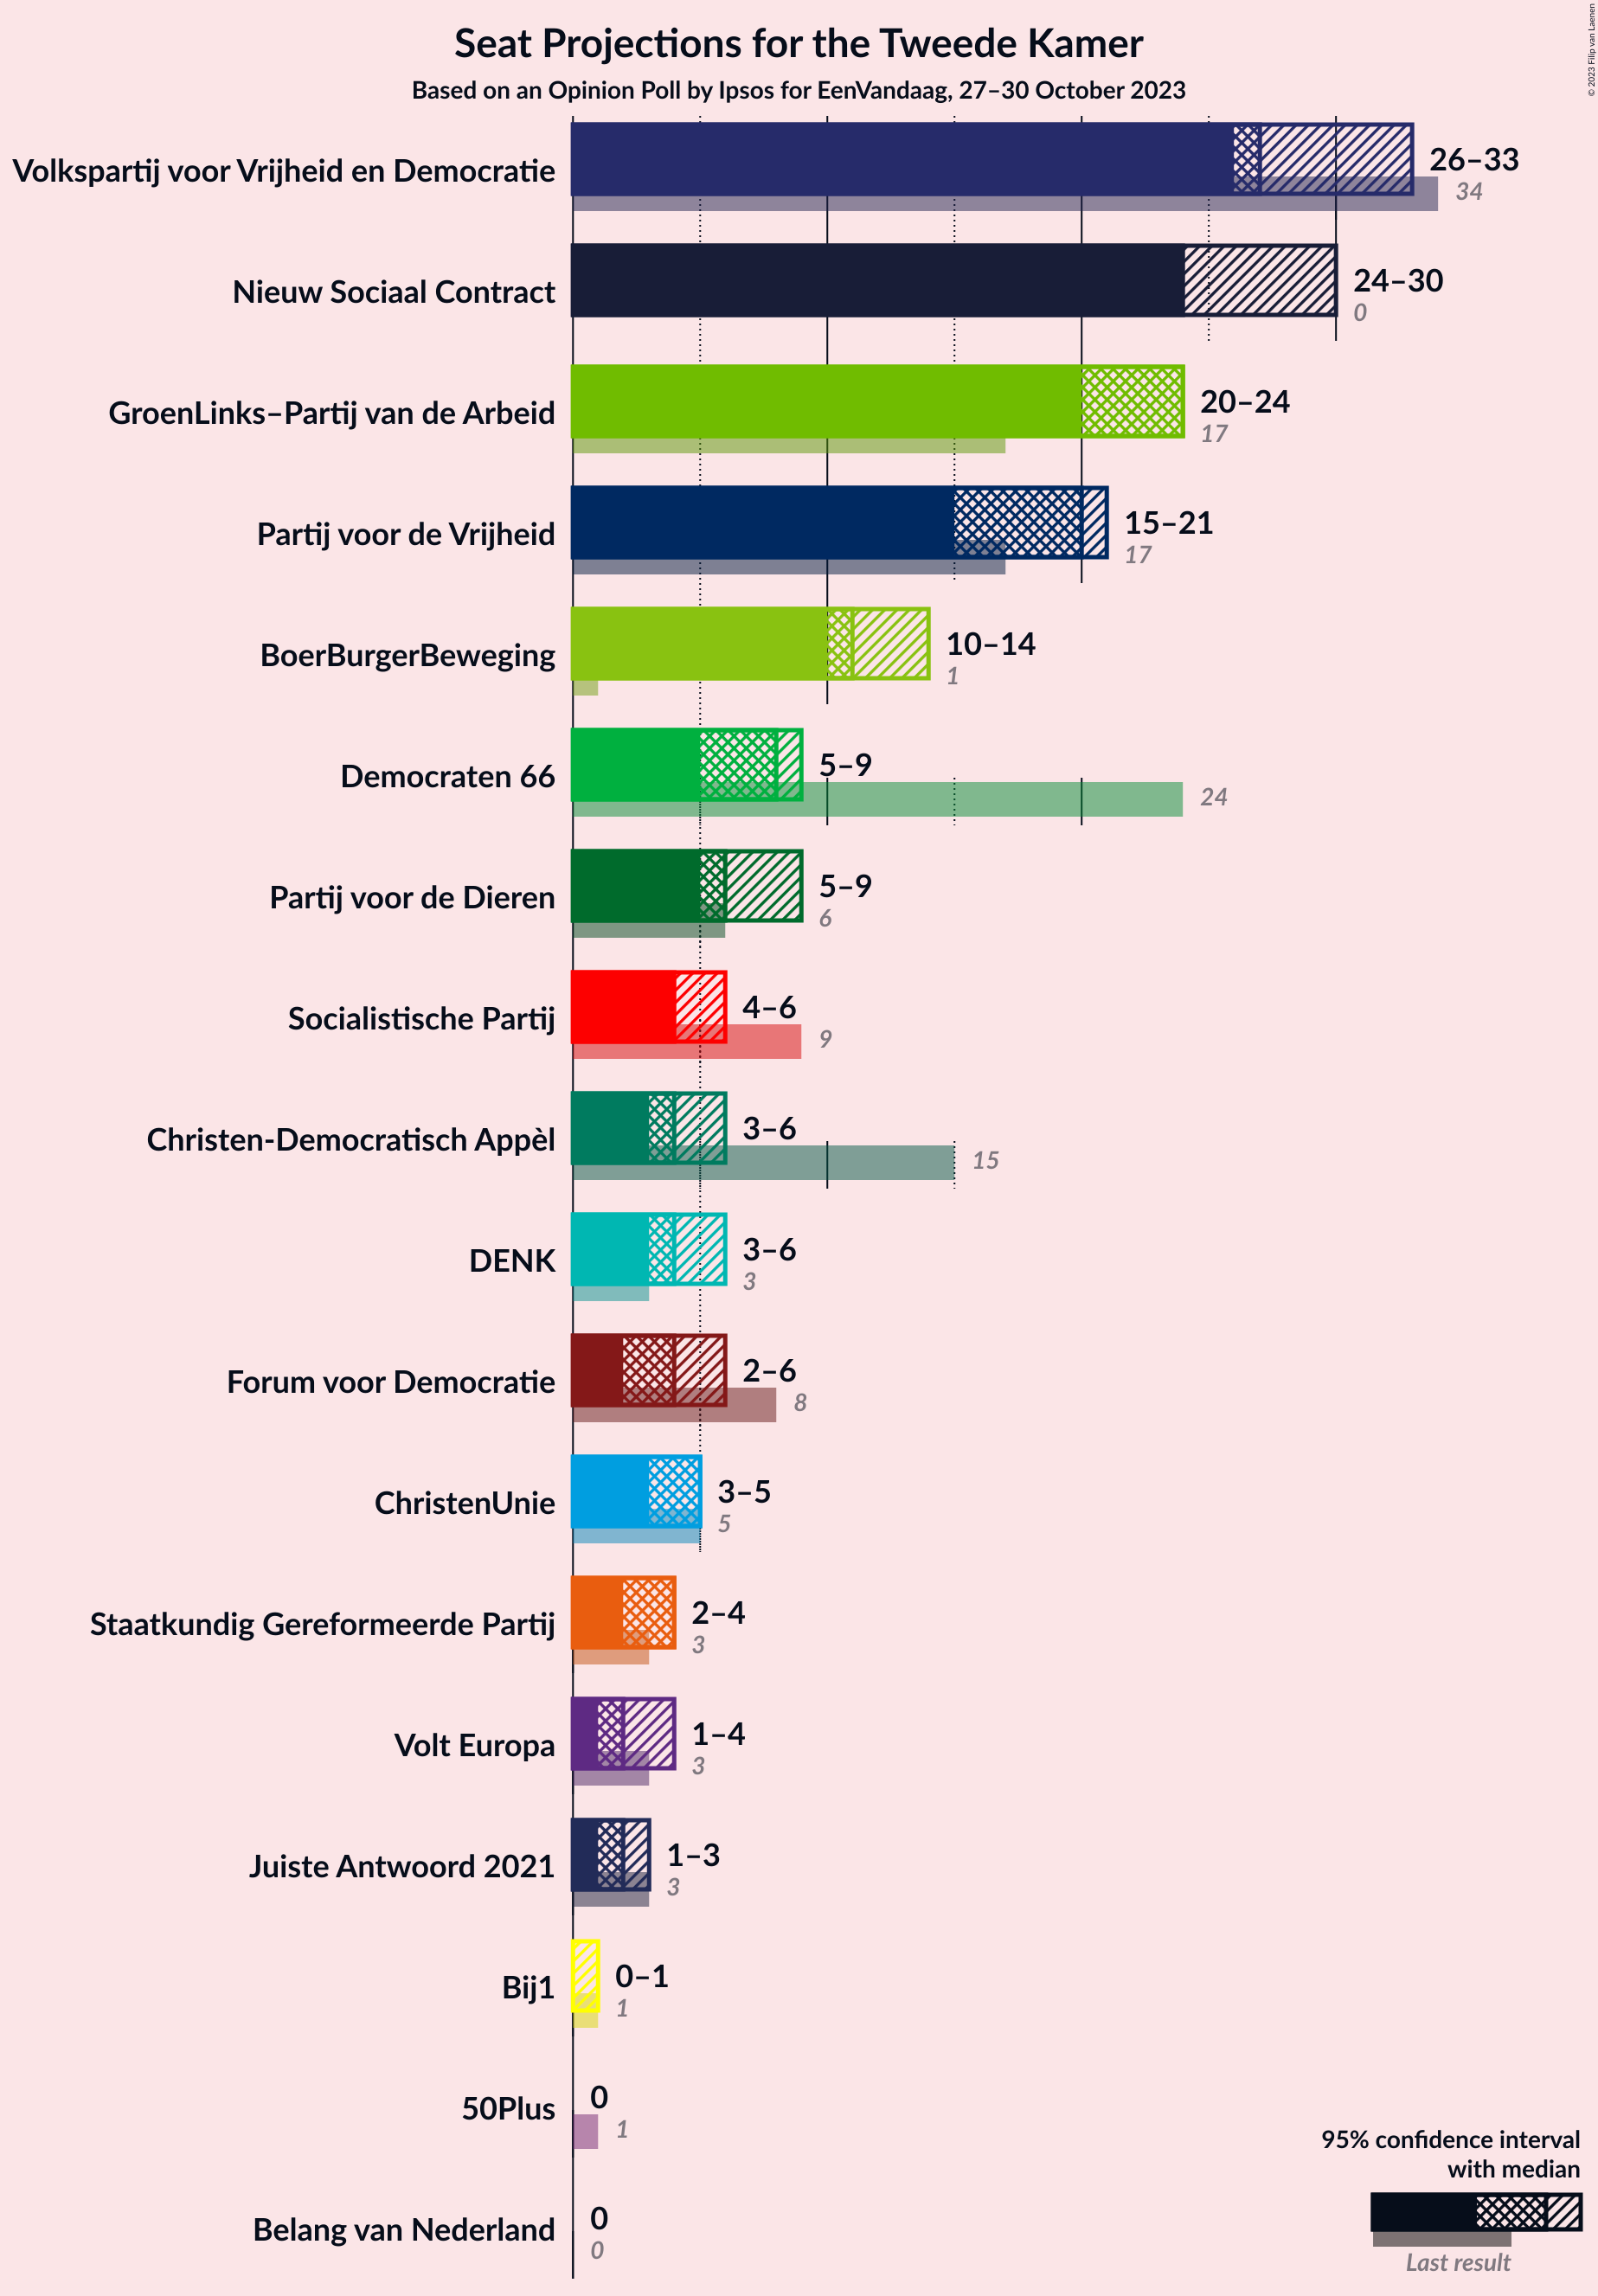 Seat Projections for the Tweede Kamer
Based on an Opinion Poll by Ipsos for EenVandaag, 27–30 October 2023
© 2023 Filip van Laenen
Volkspartij voor Vrijheid en Democratie
26–33
34
Nieuw Sociaal Contract
24–30
0
GroenLinks–Partij van de Arbeid
20–24
17
Partij voor de Vrijheid
15–21
17
BoerBurgerBeweging
10–14
1
Democraten 66
5–9
24
Partij voor de Dieren
5–9
6
Socialistische Partij
4–6
9
Christen-Democratisch Appèl
3–6
15
DENK
3–6
3
Forum voor Democratie
2–6
8
ChristenUnie
3–5
5
Staatkundig Gereformeerde Partij
2–4
3
Volt Europa
1–4
3
Juiste Antwoord 2021
1–3
3
Bij1
0–1
1
50Plus
0
1
Belang van Nederland
0
0
95% confidence interval
with median
Last result